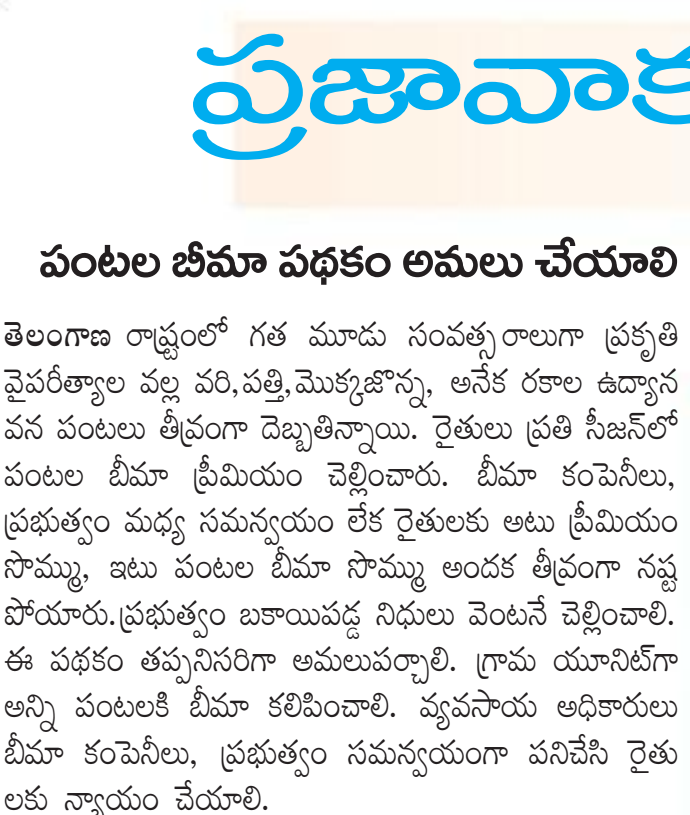 ప్రజావాక
పంటల బీమా పథకం అమలు చేయాలి
తెలంగాణ రాష్ట్రంలో గత మూడు సంవత్సరాలుగా ప్రకృతి
వైపరీత్యాల వల్ల వరి,పత్తి,మొక్కజొన్న, అనేక రకాల ఉద్యాన
వన పంటలు తీవ్రంగా దెబ్బతిన్నాయి. రైతులు ప్రతి సీజన్‌లో
పంటల బీమా ప్రీమియం చెల్లించారు. బీమా కంపెనీలు,
ప్రభుత్వం మధ్య సమన్వయం లేక రైతులకు అటు ప్రీమియం
సొమ్ము, ఇటు పంటల బీమా సొమ్ము అందక తీవ్రంగా నష్ట
పోయారు.ప్రభుత్వం బకాయిపడ్డ నిధులు వెంటనే చెల్లించాలి.
ఈ పథకం తప్పనిసరిగా అమలుపర్చాలి. గ్రామ యూనిట్‌గా
అన్ని పంటలకి బీమా కలిపించాలి. వ్యవసాయ అధికారులు
బీమా కంపెనీలు, ప్రభుత్వం సమన్వయంగా పనిచేసి రైతు
లకు న్యాయం చేయాలి.